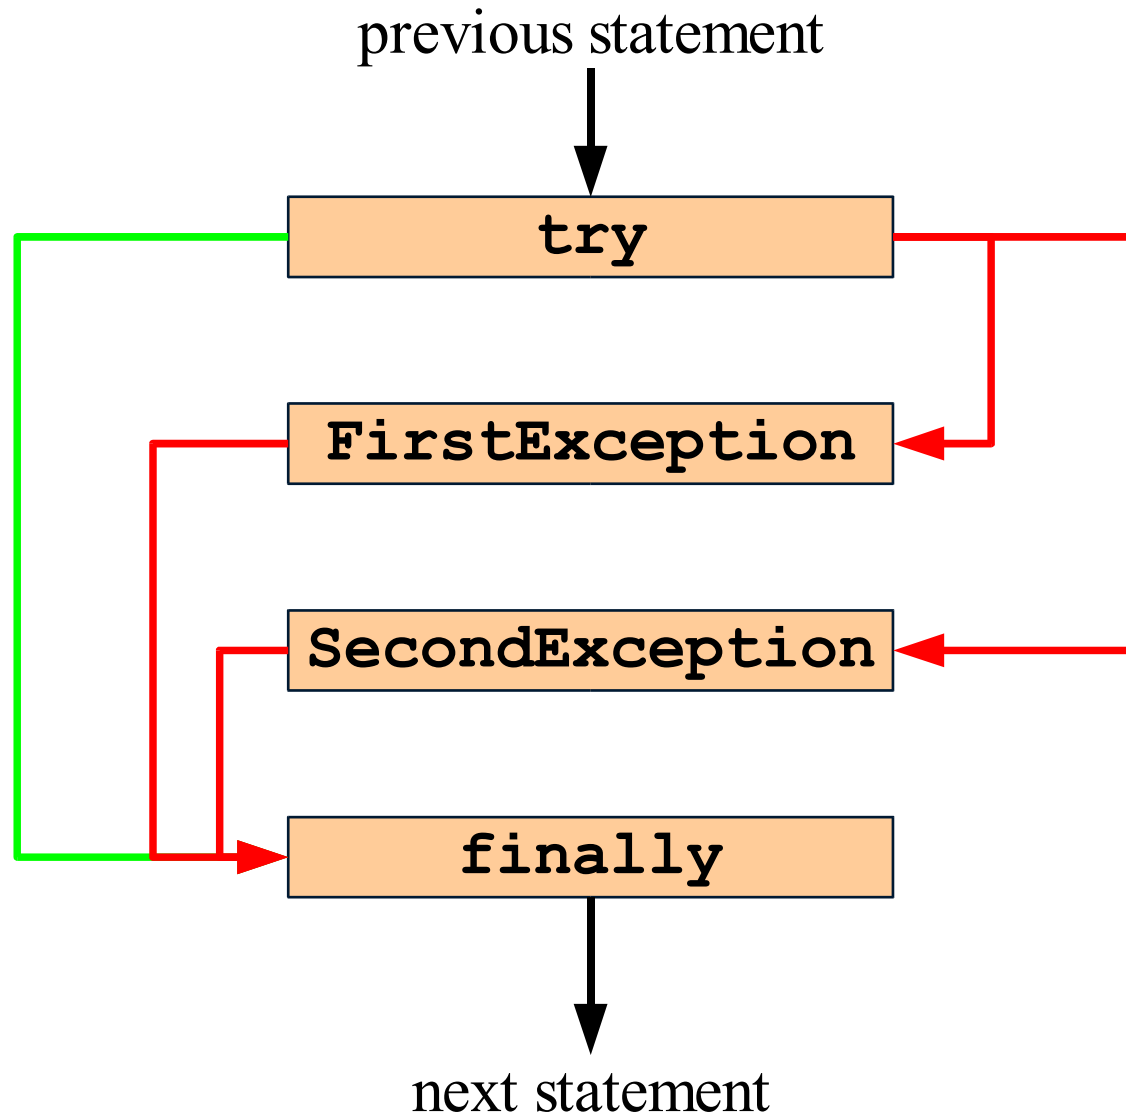 previous statement
try
FirstException
SecondException
finally
next statement